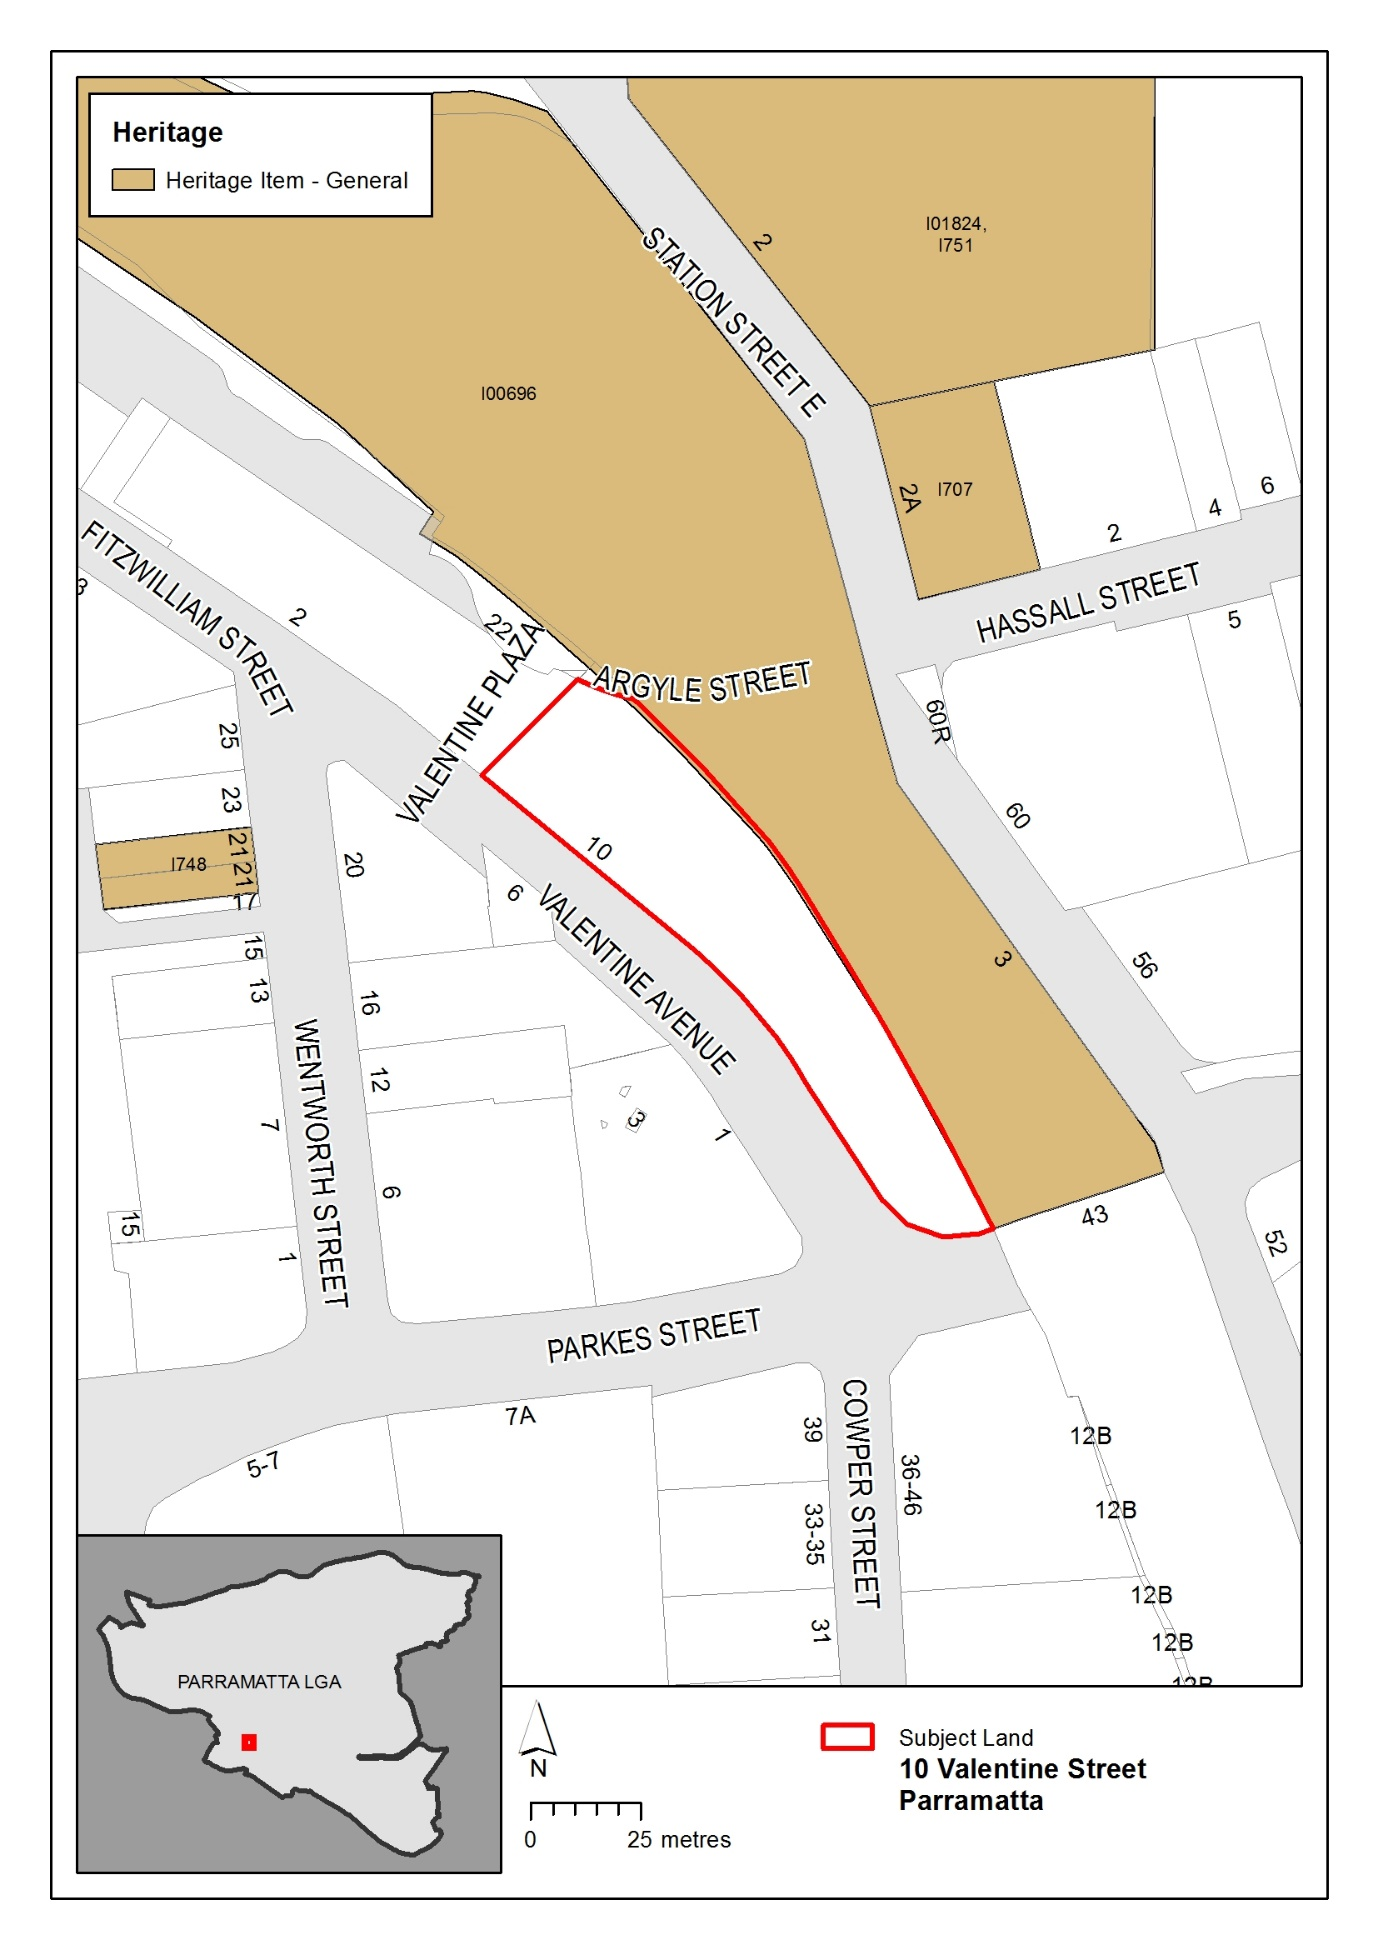 Heritage
Heritage Item - General
I01824,
I751
2
STATION STREET E
I00696
2A
I707
2
4
6
HASSALL STREET
5
FITZWILLIAM STREET
3
2
22
VALENTINE PLAZA
ARGYLE STREET
60R
60
25
23
21
21
I748
17
20
10
6
VALENTINE AVENUE
3
56
15
13
16
12
3
1
7
WENTWORTH STREET
6
15
1
43
52
PARKES STREET
7A
5-7
COWPER STREET
39
36-46
33-35
31
12B
12B
12B
12B
12B
PARRAMATTA LGA
N
0 25 metres
Subject Land
10 Valentine Street
Parramatta